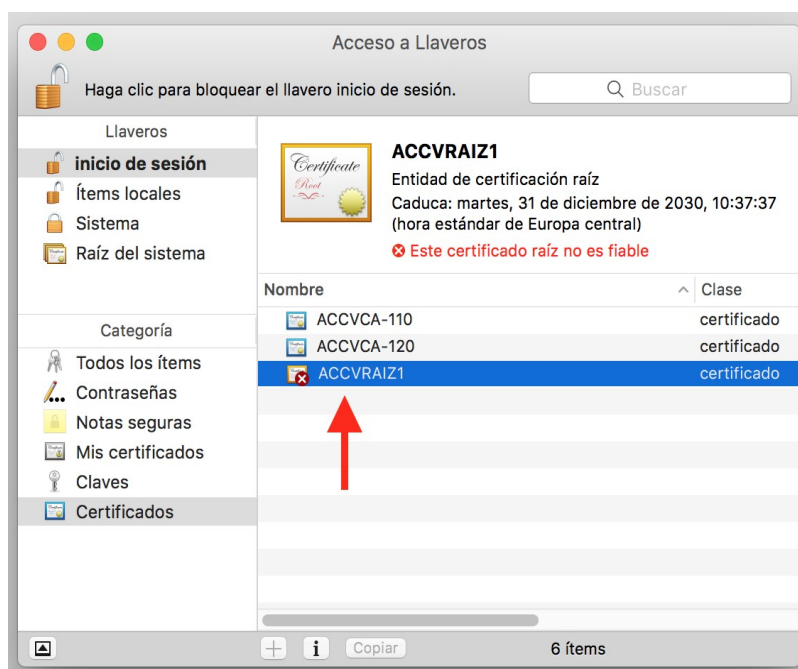 Acceso a Llaveros
Haga clic para bloquear el llavero inicio de sesión.
Buscar
Llaveros
inicio de sesión
Ítems locales
Sistema
Raíz del sistema
Categoría
Todos los ítems
Contraseñas
Notas seguras
Mis certificados
Claves
Certificados
Certificate
Root
ACCVRAIZ1
Entidad de certificación raíz
Caduca: martes, 31 de diciembre de 2030, 10:37:37
(hora estándar de Europa central)
Este certificado raíz no es fiable
Nombre Clase
ACCVCA-110 certificado
ACCVCA-120 certificado
ACCVRAIZ1 certificado
Copiar 6 ítems